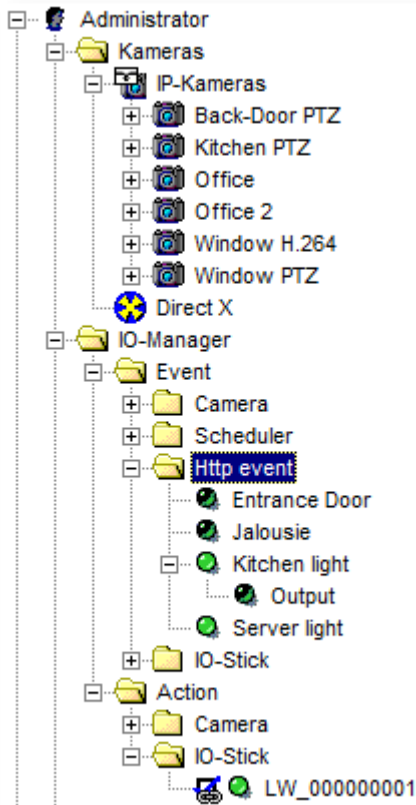 Administrator
Kameras
IP-Kameras
Back-Door PTZ
Kitchen PTZ
Office
Office 2
Window H.264
Window PTZ
Direct X
IO-Manager
Event
Camera
Scheduler
Http event
Entrance Door
Jalousie
Kitchen light
Output
Server light
IO-Stick
Action
Camera
IO-Stick
LW_000000001